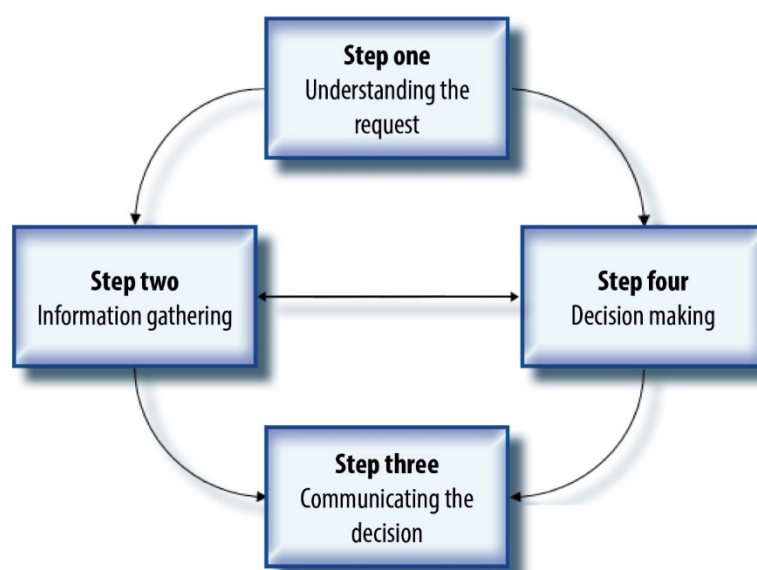 Step one
Understanding the
request
Step two
Information gathering
Step four
Decision making
Step three
Communicating the
decision